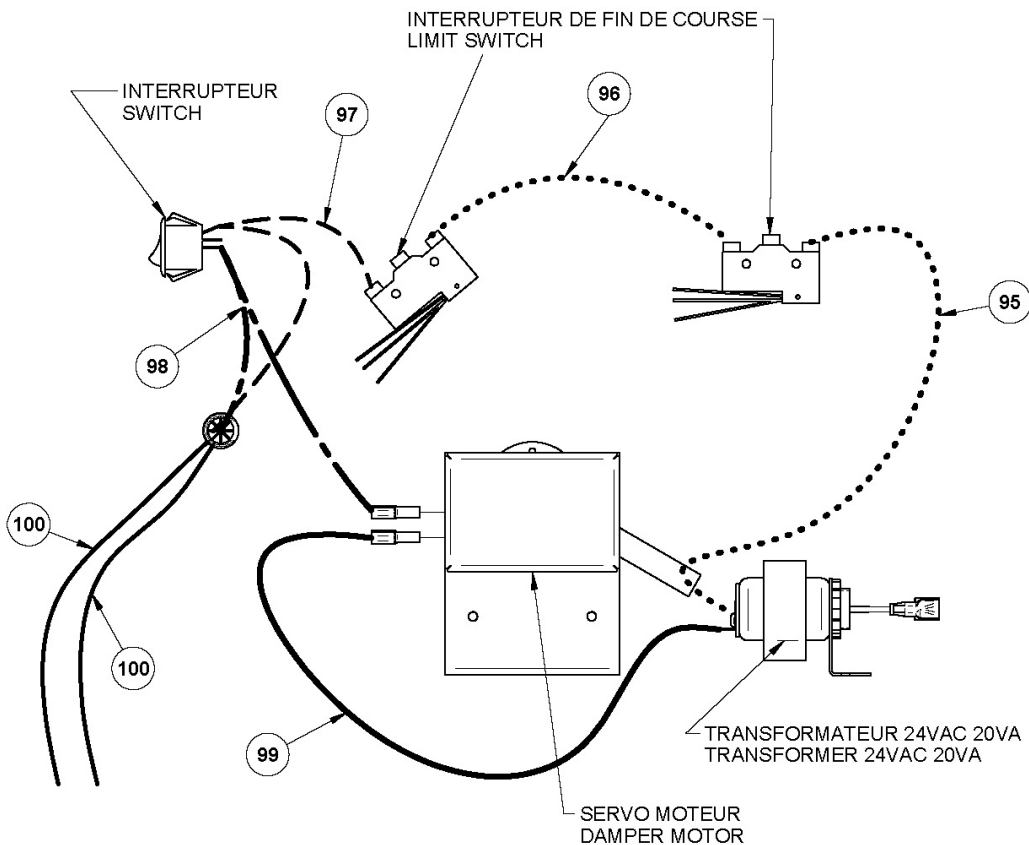 INTERRUPTEUR DE FIN DE COURSE
LIMIT SWITCH
INTERRUPTEUR
SWITCH
97
96
95
98
100
100
99
TRANSFORMATEUR 24VAC 20VA
TRANSFORMER 24VAC 20VA
SERVO MOTEUR
DAMPER MOTOR